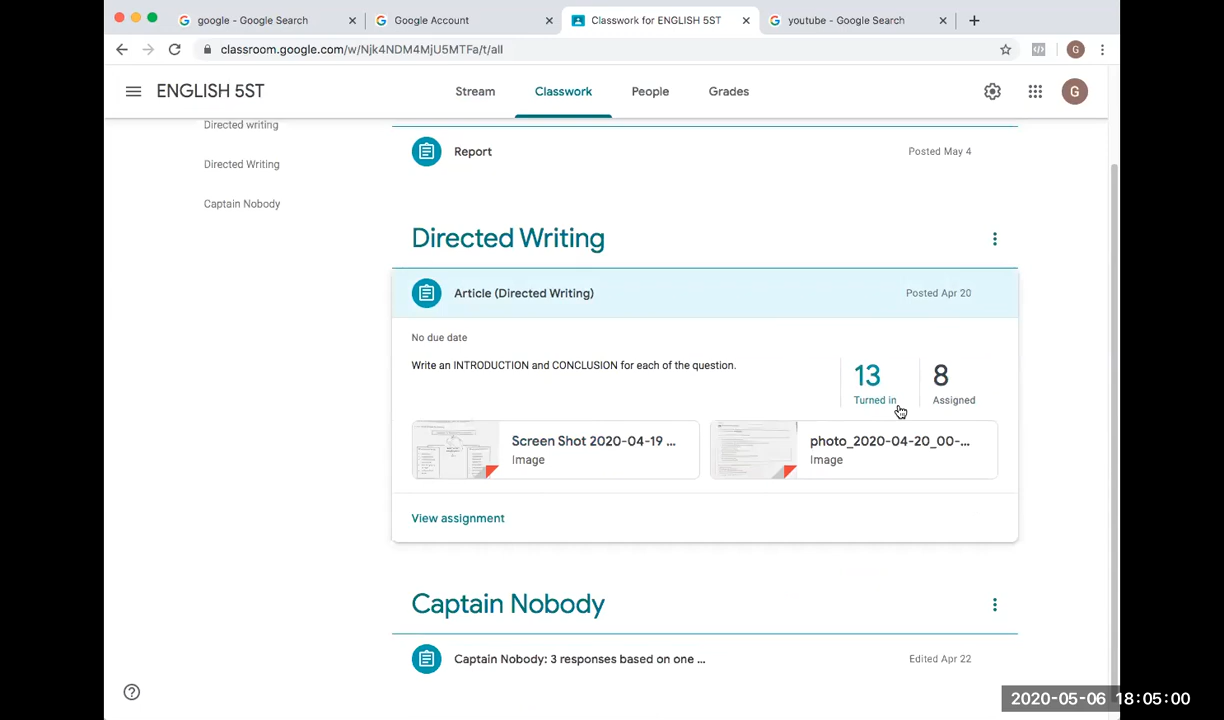 google - Google Search
Google Account
Classwork for ENGLISH 5ST
youtube - Google Search
classroom.google.com/w/Njk4NDM4MjU5MTFa/t/all
G
ENGLISH 5ST
Stream
Classwork
People
Grades
G
Directed writing
Directed Writing
Captain Nobody
Report
Posted May 4
Directed Writing
Article (Directed Writing)
Posted Apr 20
No due date
Write an INTRODUCTION and CONCLUSION for each of the question.
13
Turned in
8
Assigned
Screen Shot 2020-04-19 ...
Image
photo_2020-04-20_00-...
Image
View assignment
Captain Nobody
Captain Nobody: 3 responses based on one ...
Edited Apr 22
2020-05-06 18:05:00